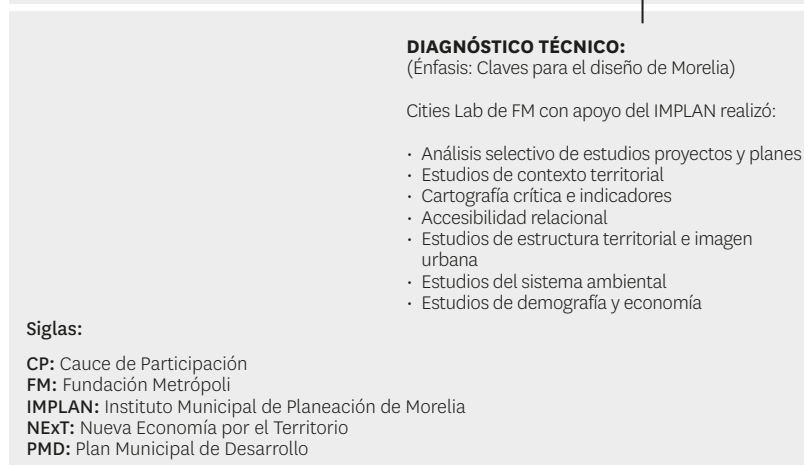 DIAGNÓSTICO TÉCNICO:
(Énfasis: Claves para el diseño de Morelia)
Cities Lab de FM con apoyo del IMPLAN realizó:
· Análisis selectivo de estudios proyectos y planes
· Estudios de contexto territorial
· Cartografía crítica e indicadores
· Accesibilidad relacional
· Estudios de estructura territorial e imagen
urbana
· Estudios del sistema ambiental
· Estudios de demografía y economía
Siglas:
CP: Cauce de Participación
FM: Fundación Metrópoli
IMPLAN: Instituto Municipal de Planeación de Morelia
NExT: Nueva Economía por el Territorio
PMD: Plan Municipal de Desarrollo